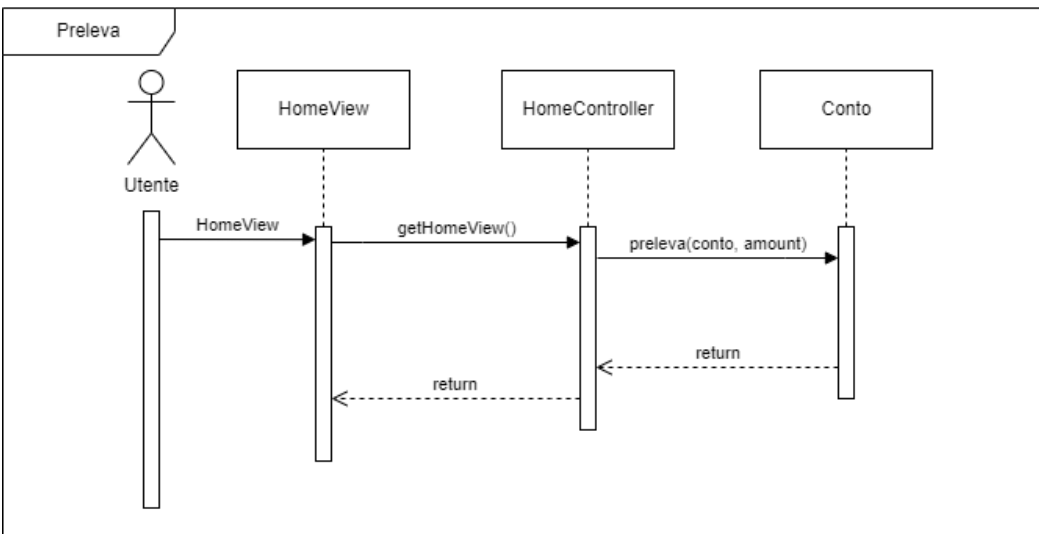 Preleva
HomeView
HomeController
Conto
Utente
HomeView
getHomeView()
preleva(conto, amount)
return
return